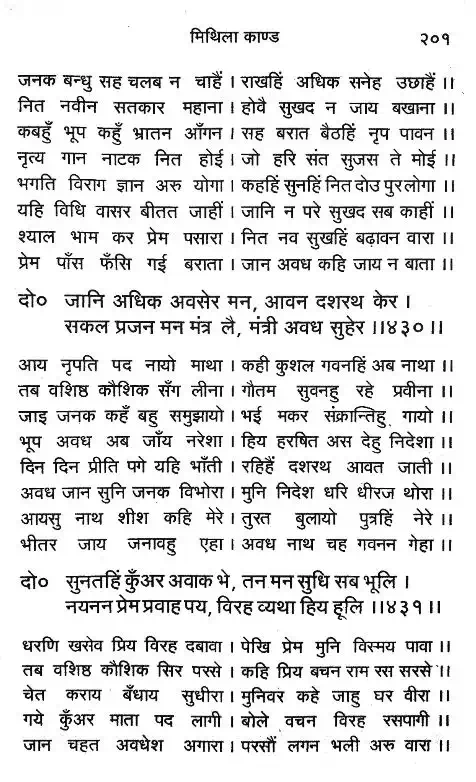 मिथिला काण्ड २०१
जनक बन्धु सह चलब न चाहैं । राखहिं अधिक सनेह उछाहैं ।।
नित नवीन सतकार महाना । होवै सुखद न जाय बखाना ।।
कबहुँ भूप कहुँ भ्रातन आँगन । सह बरात बैठहिं नृप पावन ।।
नृत्य गान नाटक नित होई । जो हरि संत सुजस ते मोई ।।
भगति विराग ज्ञान अरु योगा । कहहिं सुनहिं नित दोउ पुर लोगा ।।
यहि विधि वासर बीतत जाहीं । जानि न परे सुखद सब काहीं ।।
श्याल भाम कर प्रेम पसारा । नित नव सुखहिं बढ़ावन वारा ।।
प्रेम पाँस फँसि गई बराता । जान अवध कहि जाय न बाता ।।
दो० जानि अधिक अवसेर मन, आवन दशरथ केर ।
सकल प्रजन मन मंत्र लै, मंत्री अवध सुहेर ।।४३०।।
आय नृपति पद नायो माथा । कही कुशल गवनहिं अब नाथा ।।
तब वशिष्ठ कौशिक सँग लीना । गौतम सुवनहु रहे प्रवीना ।।
जाइ जनक कहँ बहु समुझायो । भई मकर संक्रान्तिहु गायो ।।
भूप अवध अब जाँय नरेशा । हिय हरषित अस देहु निदेशा ।।
दिन दिन प्रीति पगे यहि भाँती । रहिहैं दशरथ आवत जाती ।।
अवध जान सुनि जनक विभोरा । मुनि निदेश धरि धीरज थोरा ।।
आयसु नाथ शीश कहि मेरे । तुरत बुलायो पुत्रहिं नेरे ।।
भीतर जाय जनावहु एहा । अवध नाथ चह गवनन गेहा ।।
दो० सुनतहिं कुँअर अवाक भे, तन मन सुधि सब भूलि ।
नयनन प्रेम प्रवाह पय, विरह व्यथा हिय हूलि ।।४३१।।
धरणि खसेव प्रिय विरह दबावा । पेखि प्रेम मुनि विस्मय पावा ।।
तब वशिष्ठ कौशिक सिर परसे । कहि प्रिय बचन राम रस सरसे ।।
चेत कराय बँधाय सुधीरा । मुनिवर कहे जाहु घर वीरा ।।
गये कुँअर माता पद लागी । बोले वचन विरह रसपागी ।।
जान चहत अवधेश अगारा । परसौं लगन भली अरु वारा ।।